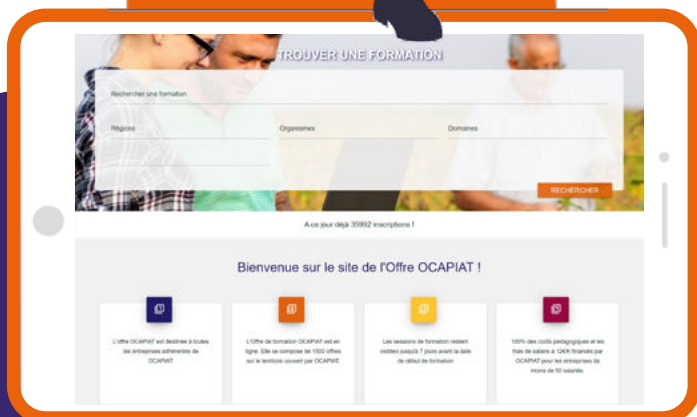 TROUVER UNE FORMATION
Rechercher une formation
Régions
Organismes
Domaines
RECHERCHER
A ce jour déjà 35992 inscriptions !
Bienvenue sur le site de l'Offre OCAPIAT !
L'offre OCAPIAT est destinée à toutes
les entreprises adhérentes de
OCAPIAT.
L'Offre de formation OCAPIAT est en
ligne. Elle se compose de 1500 offres
sur le territoire couvert par OCAPIAT.
Les sessions de formation restent
visibles jusqu'à 7 jours avant la date
de début de formation
100% des coûts pédagogiques et les
frais de salaire à 12€/h financés par
OCAPIAT pour les entreprises de
moins de 50 salariés